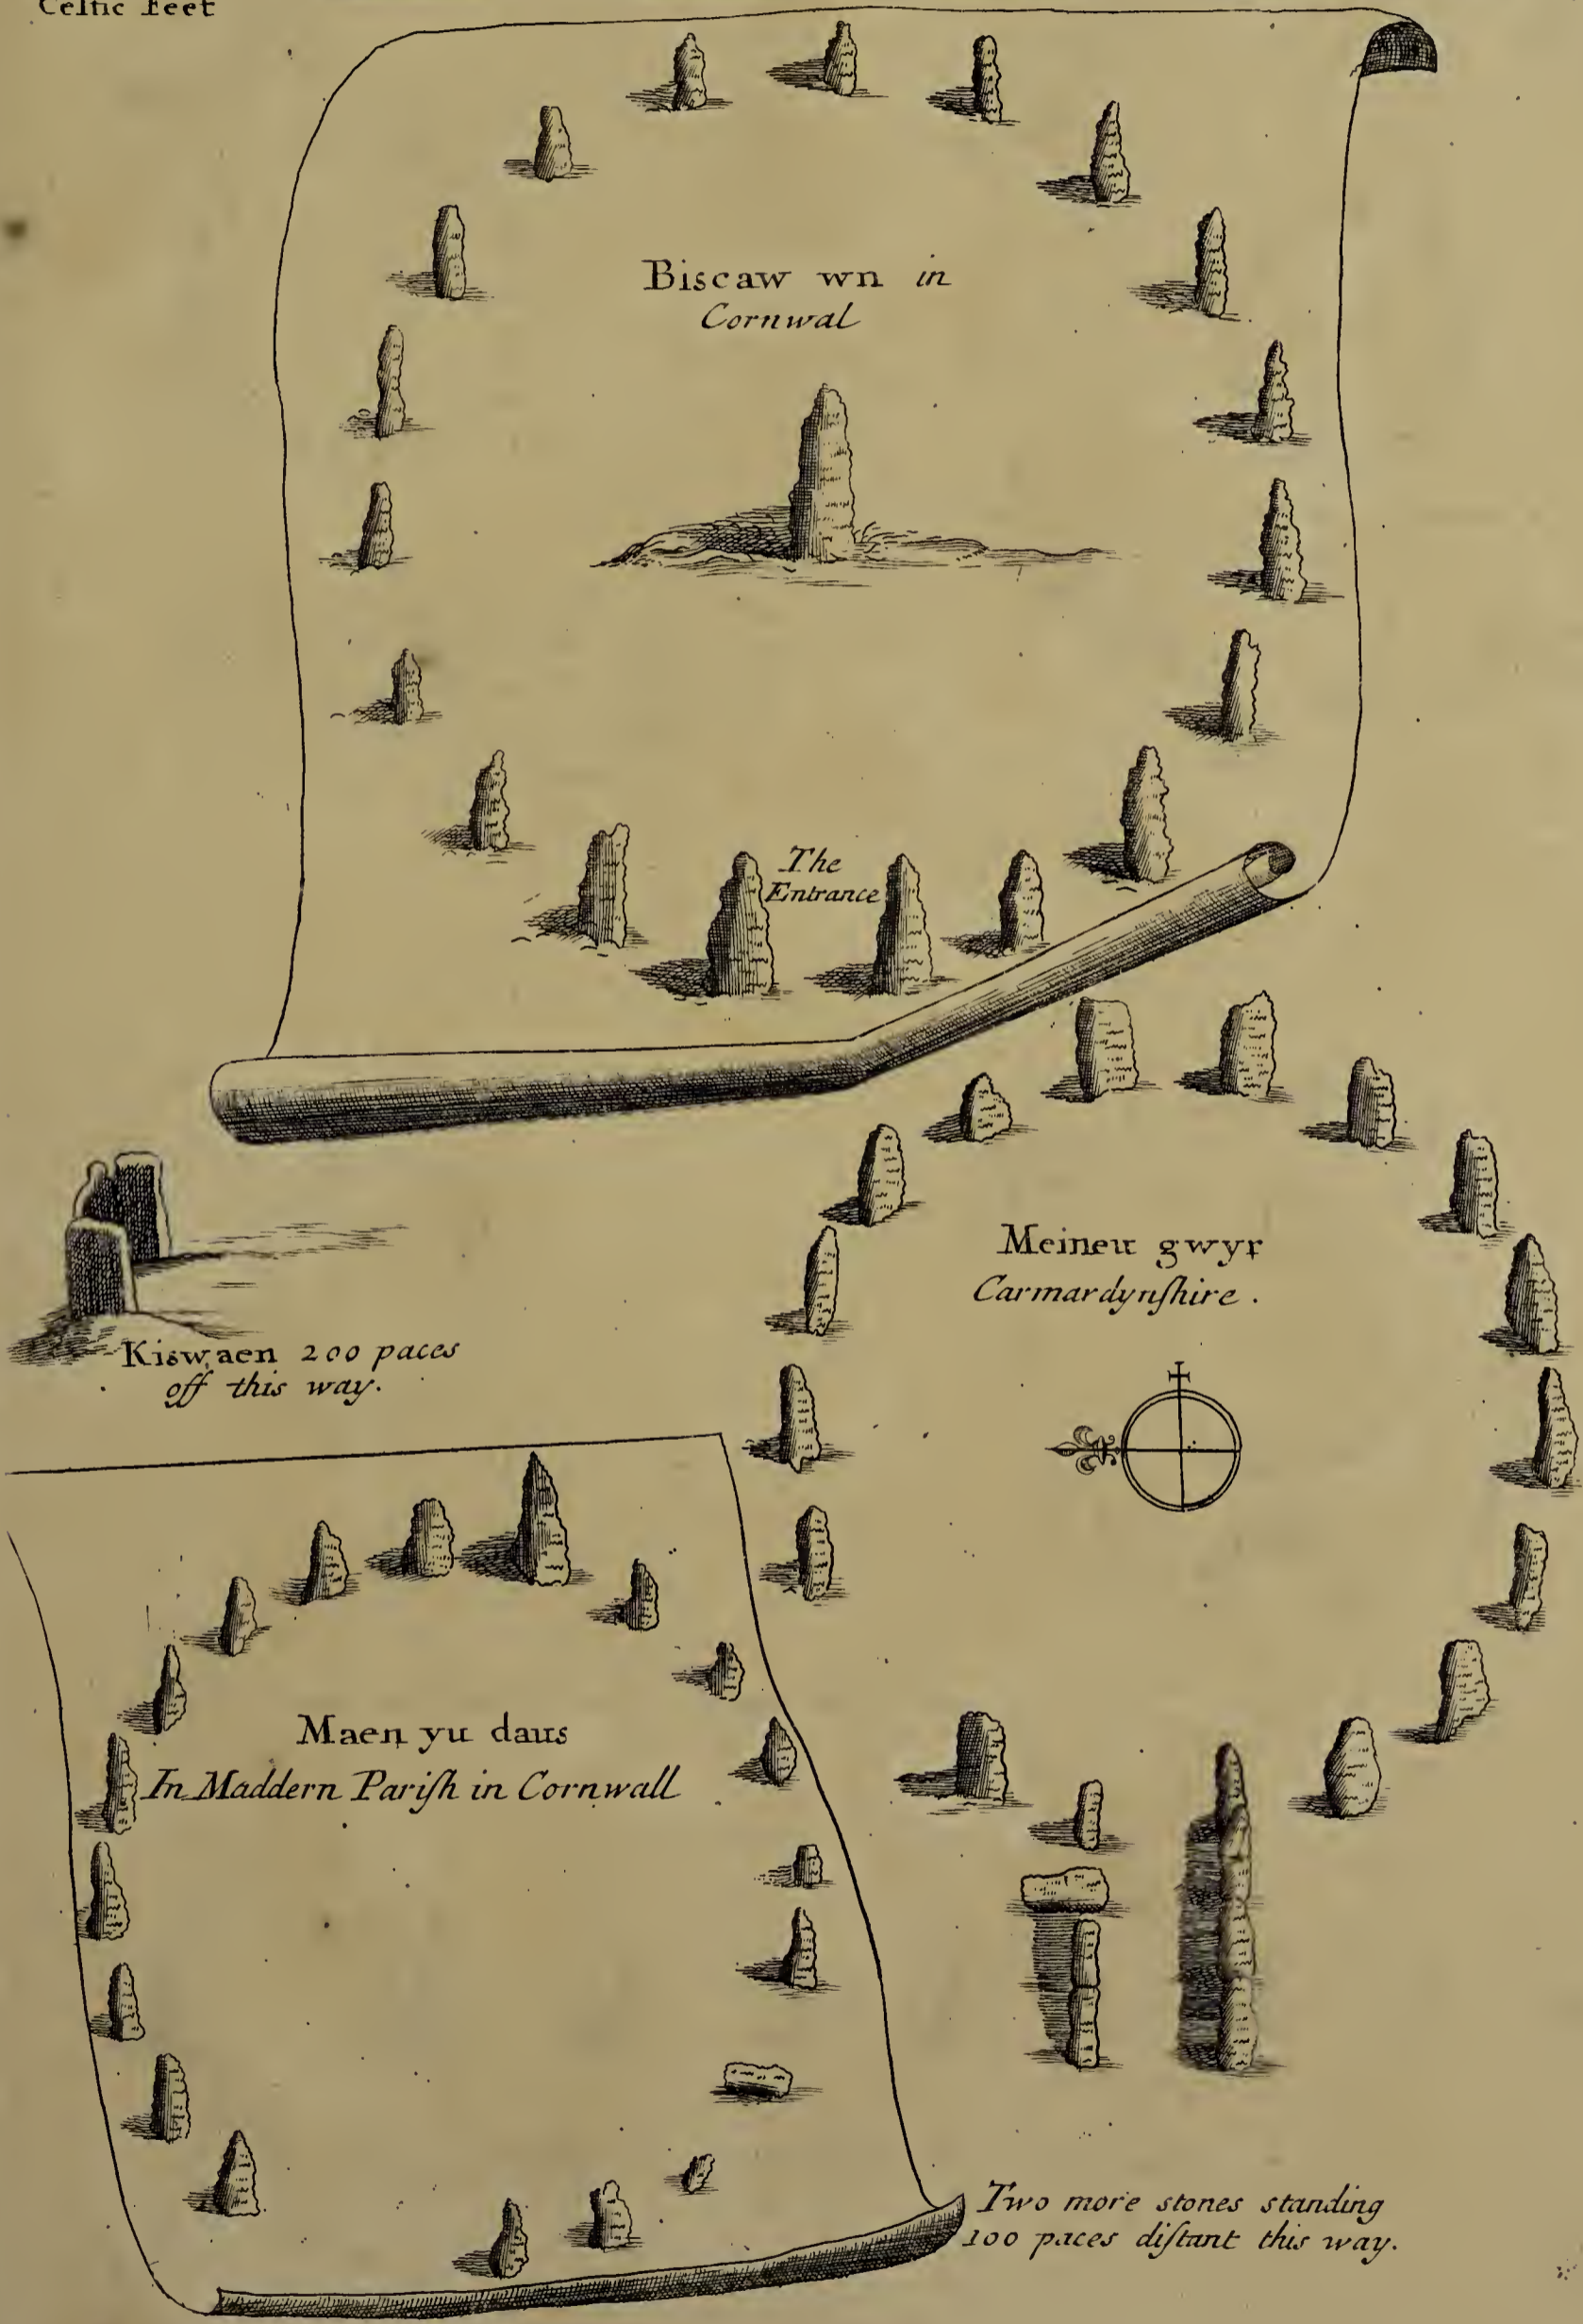 Celtic Feet
Biscaw wn in
Cornwal
The
Entrance
Meineu gwyr
Carmardynſhire.
Kiswaen 200 paces
off this way.
Maen yu daus
In Maddern Pariſh in Cornwall
Two more stones standing
100 paces diſtant this way.